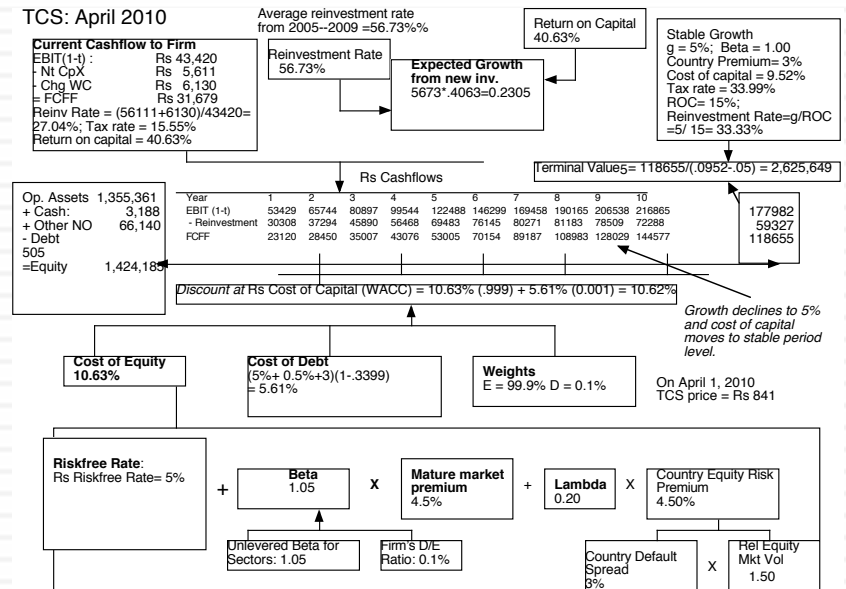 TCS: April 2010
Average reinvestment rate
from 2005--2009 =56.73%%
Current Cashflow to Firm
EBIT(1-t) : Rs 43,420
- Nt CpX Rs 5,611
- Chg WC Rs 6,130
= FCFF Rs 31,679
Reinv Rate = (56111+6130)/43420=
27.04%; Tax rate = 15.55%
Return on capital = 40.63%
Reinvestment Rate
56.73%
Expected Growth
from new inv.
5673*.4063=0.2305
Return on Capital
40.63%
Stable Growth
g = 5%; Beta = 1.00
Country Premium= 3%
Cost of capital = 9.52%
Tax rate = 33.99%
ROC= 15%;
Reinvestment Rate=g/ROC
=5/ 15= 33.33%
Terminal Value5= 118655/(.0952-.05) = 2,625,649
Rs Cashflows
Op. Assets 1,355,361
+ Cash: 3,188
+ Other NO 66,140
- Debt
505
=Equity 1,424,185
Year 1 2 3 4 5 6 7 8 9 10
EBIT (1-t) 53429 65744 80897 99544 122488 146299 169458 190165 206538 216865
- Reinvestment 30308 37294 45890 56468 69483 76145 80271 81183 78509 72288
FCFF 23120 28450 35007 43076 53005 70154 89187 108983 128029 144577
177982
59327
118655
Discount at Rs Cost of Capital (WACC) = 10.63% (.999) + 5.61% (0.001) = 10.62%
Growth declines to 5%
and cost of capital
moves to stable period
level.
Cost of Equity
10.63%
Cost of Debt
(5%+ 0.5%+3)(1-.3399)
= 5.61%
Weights
E = 99.9% D = 0.1%
On April 1, 2010
TCS price = Rs 841
Riskfree Rate:
Rs Riskfree Rate= 5%
+
Beta
1.05
X
Mature market
premium
4.5%
+
Lambda
0.20
X
Country Equity Risk
Premium
4.50%
Unlevered Beta for
Sectors: 1.05
Firm's D/E
Ratio: 0.1%
Country Default
Spread
3%
X
Rel Equity
Mkt Vol
1.50